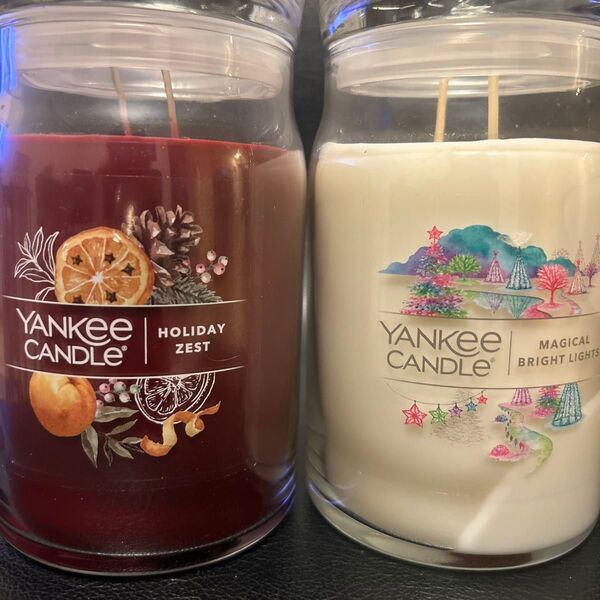 YANKEE
CANDLE®
HOLIDAY
ZEST
YANKEE
CANDLE®
MAGICAL
BRIGHT LIGHTS